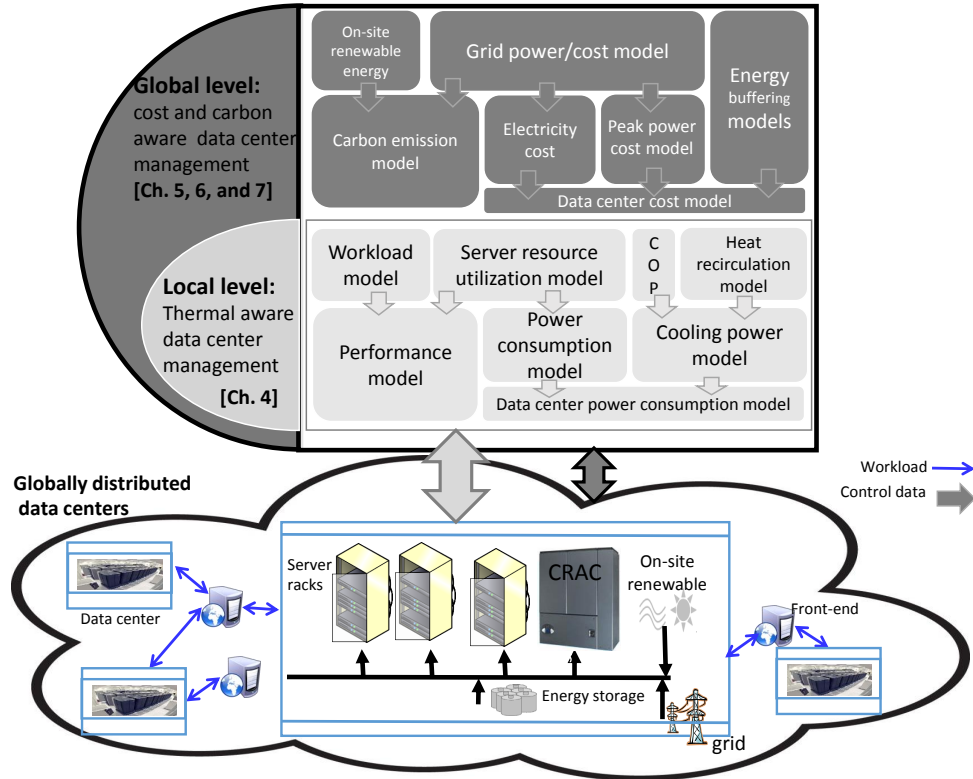 Global level:
cost and carbon
aware data center
management
[Ch. 5, 6, and 7]
On-site
renewable
energy
Grid power/cost model
Energy
buffering
models
Carbon emission
model
Electricity
cost
Peak power
cost model
Data center cost model
Local level:
Thermal aware
data center
management
[Ch. 4]
Workload
model
Server resource
utilization model
C
O
P
Heat
recirculation
model
Performance
model
Power
consumption
model
Cooling power
model
Data center power consumption model
Workload
Control data
Globally distributed
data centers
Data center
Server
racks
CRAC
On-site
renewable
Energy storage
grid
Front-end